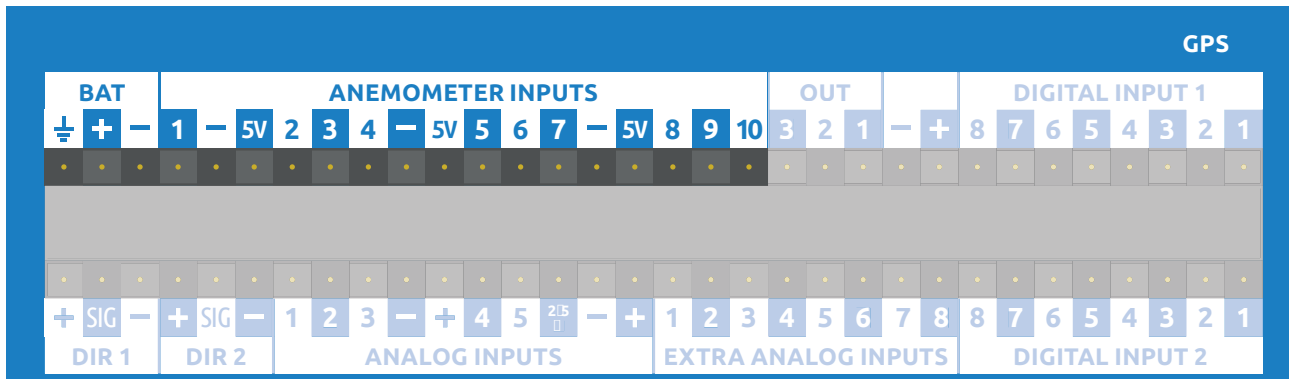 GPS
BAT ANEMOMETER INPUTS OUT DIGITAL INPUT 1
+ − 1 − 5V 2 3 4 − 5V 5 6 7 − 5V 8 9 10 3 2 1 − + 8 7 6 5 4 3 2 1
+ SIG − + SIG − 1 2 3 − + 4 5 − + 1 2 3 4 5 6 7 8 8 7 6 5 4 3 2 1
DIR 1 DIR 2 ANALOG INPUTS EXTRA ANALOG INPUTS DIGITAL INPUT 2